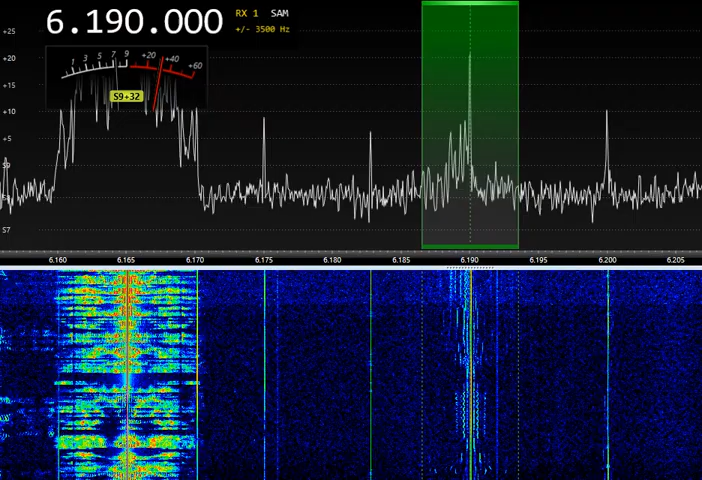 6.190.000 RX 1 SAM
+/- 3500 Hz
+25
1 3 5 7 9 +20 +40 +60
+20
+15
S9+32
+10
+5
S9
S7
6.160 6.165 6.175 6.180 6.185 6.190 6.195 6.200 6.205